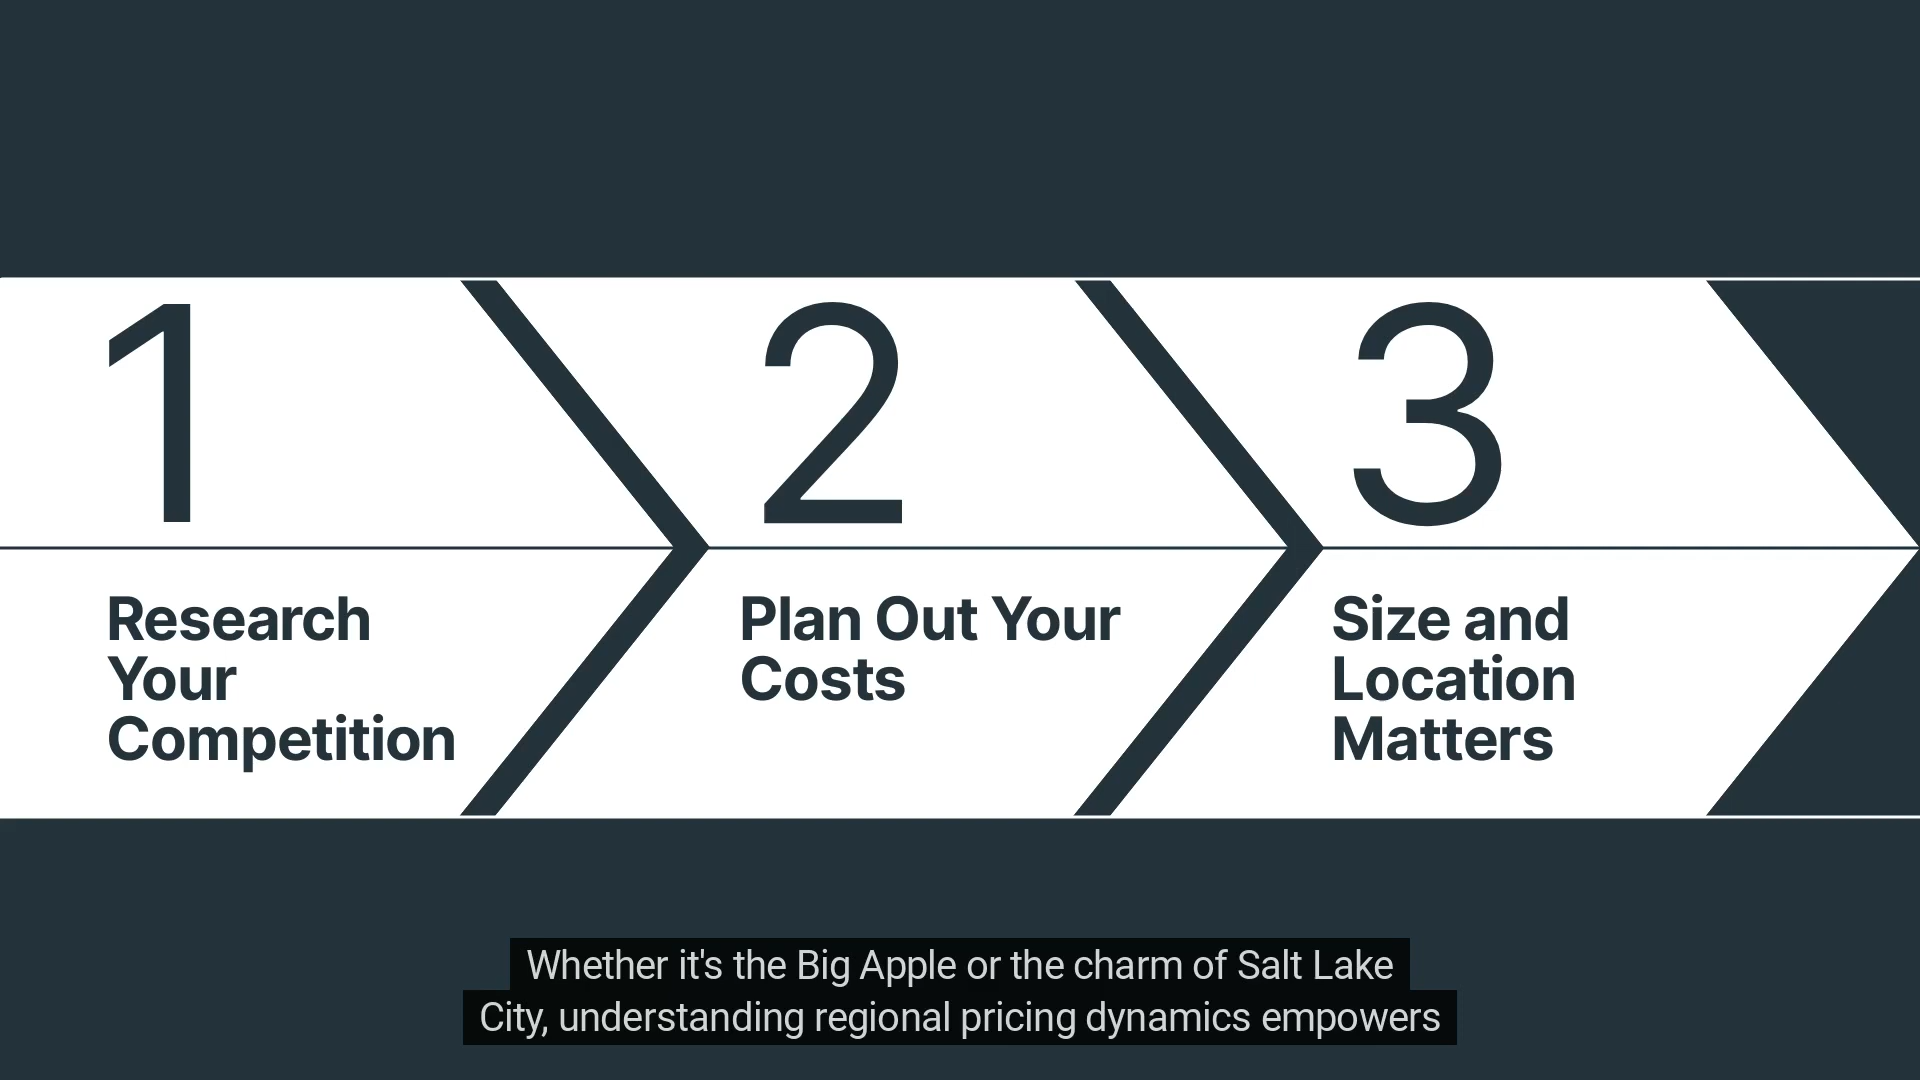 1
Research
Your
Competition
2
Plan Out Your
Costs
3
Size and
Location
Matters
Whether it's the Big Apple or the charm of Salt Lake
City, understanding regional pricing dynamics empowers